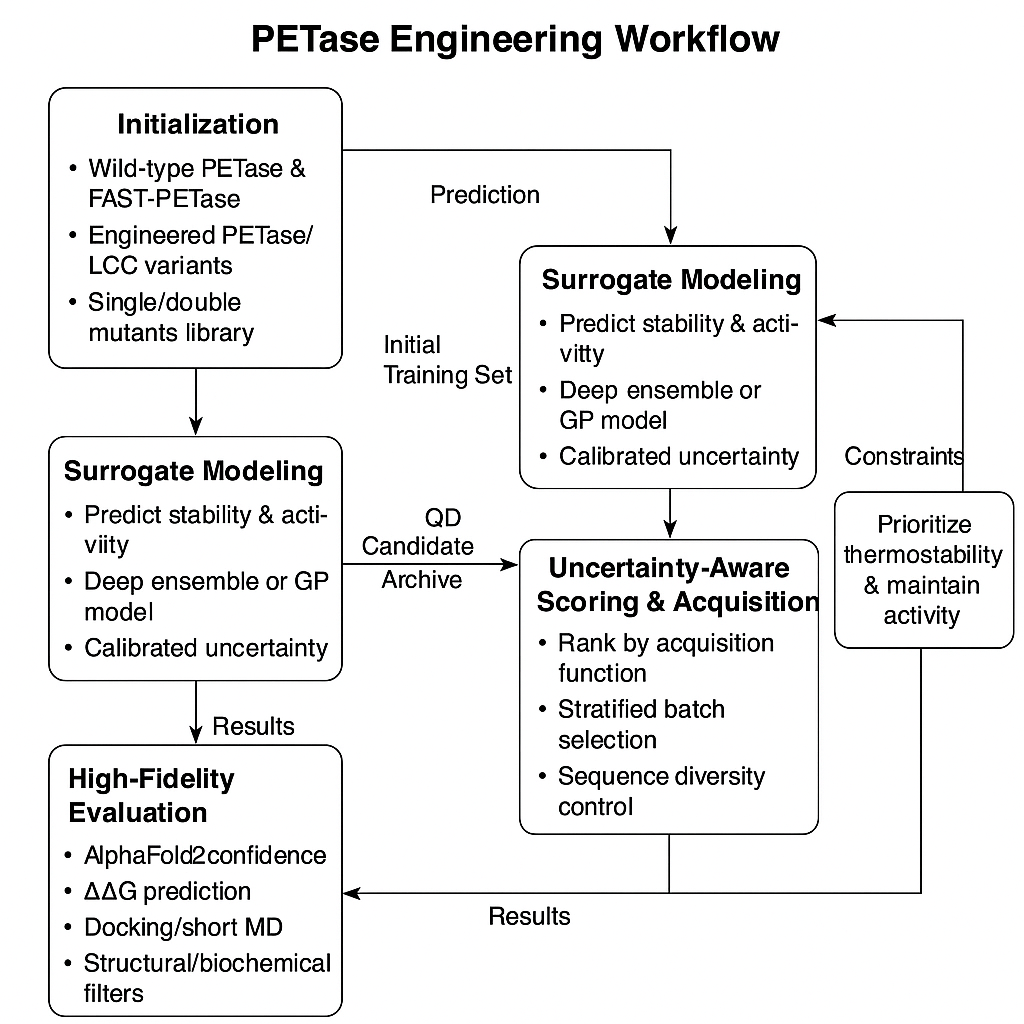 PETase Engineering Workflow
Initialization
• Wild-type PETase &
FAST-PETase
• Engineered PETase/
LCC variants
• Single/double
mutants library
Prediction
Surrogate Modeling
• Predict stability & acti-
vitty
• Deep ensemble or
GP model
• Calibrated uncertainty
Initial
Training Set
Constraints
Prioritize
thermostability
& maintain
activity
Surrogate Modeling
• Predict stability & acti-
viity
• Deep ensemble or GP
model
• Calibrated uncertainty
QD
Candidate
Archive
Uncertainty-Aware
Scoring & Acquisition
• Rank by acquisition
function
• Stratified batch
selection
• Sequence diversity
control
Results
High-Fidelity
Evaluation
• AlphaFold2confidence
• ΔΔG prediction
• Docking/short MD
• Structural/biochemical
filters
Results